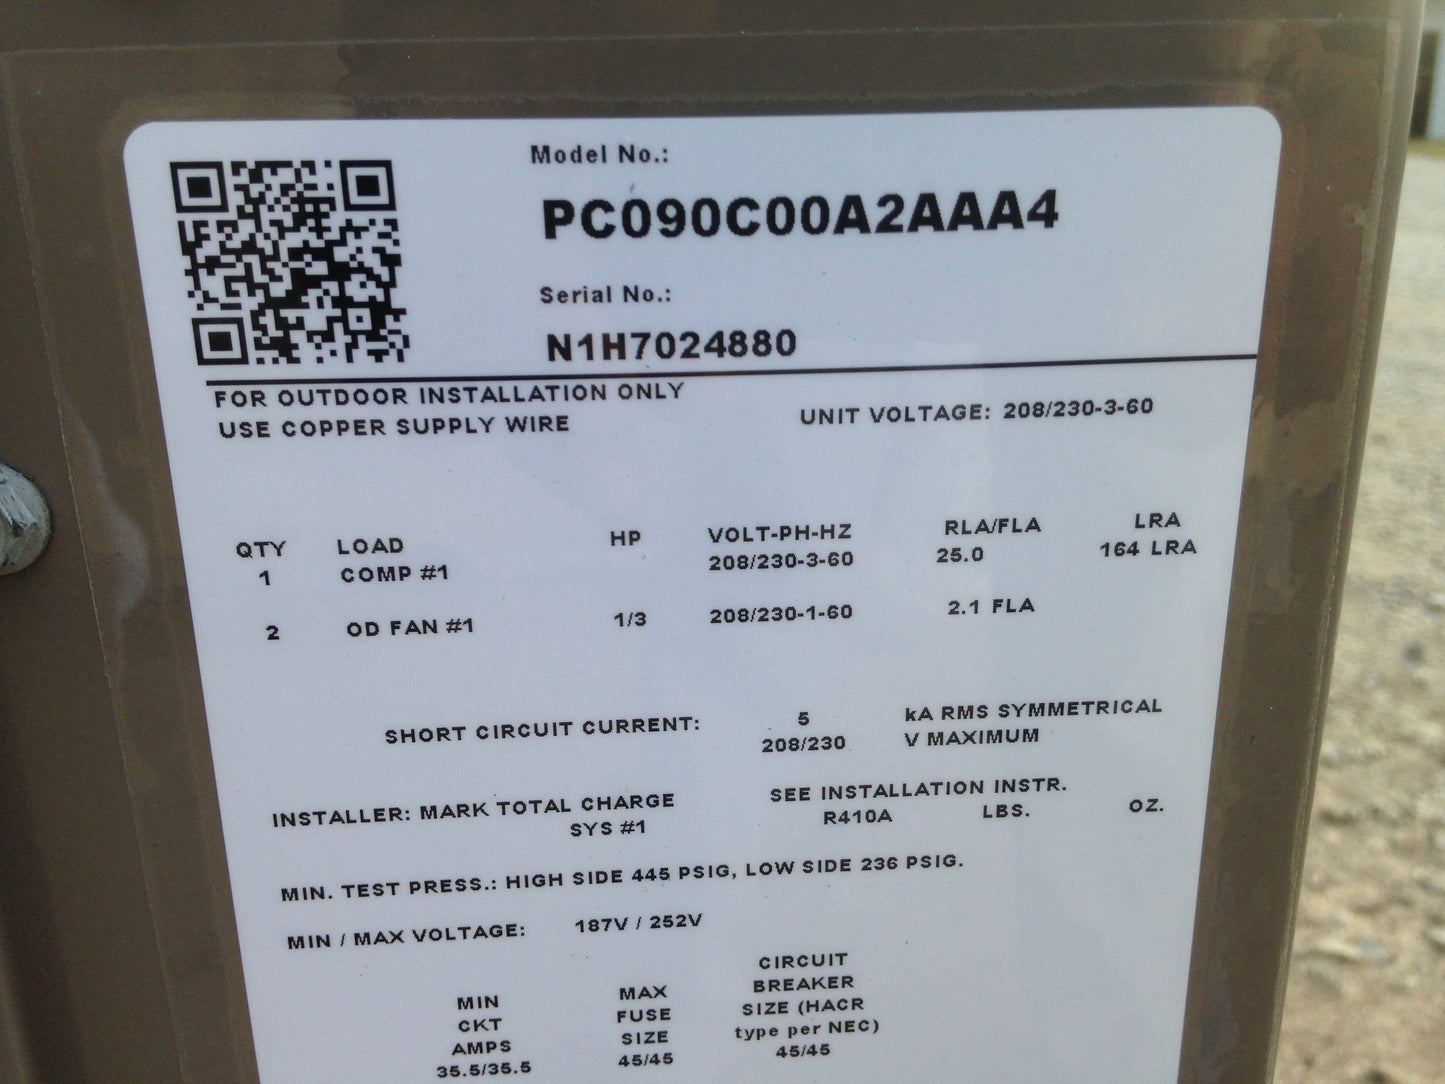 Model No.:
PC090C00A2AAA4
Serial No.:
N1H7024880
FOR OUTDOOR INSTALLATION ONLY
USE COPPER SUPPLY WIRE
UNIT VOLTAGE: 208/230-3-60
QTY LOAD HP VOLT-PH-HZ RLA/FLA LRA
1 COMP #1 208/230-3-60 25.0 164 LRA
2 OD FAN #1 1/3 208/230-1-60 2.1 FLA
SHORT CIRCUIT CURRENT: 5 kA RMS SYMMETRICAL
208/230 V MAXIMUM
INSTALLER: MARK TOTAL CHARGE SEE INSTALLATION INSTR.
SYS #1 R410A LBS. OZ.
MIN. TEST PRESS.: HIGH SIDE 445 PSIG, LOW SIDE 236 PSIG.
MIN / MAX VOLTAGE: 187V / 252V
MIN
CKT
AMPS
35.5/35.5
MAX
FUSE
SIZE
45/45
CIRCUIT
BREAKER
SIZE (HACR
type per NEC)
45/45